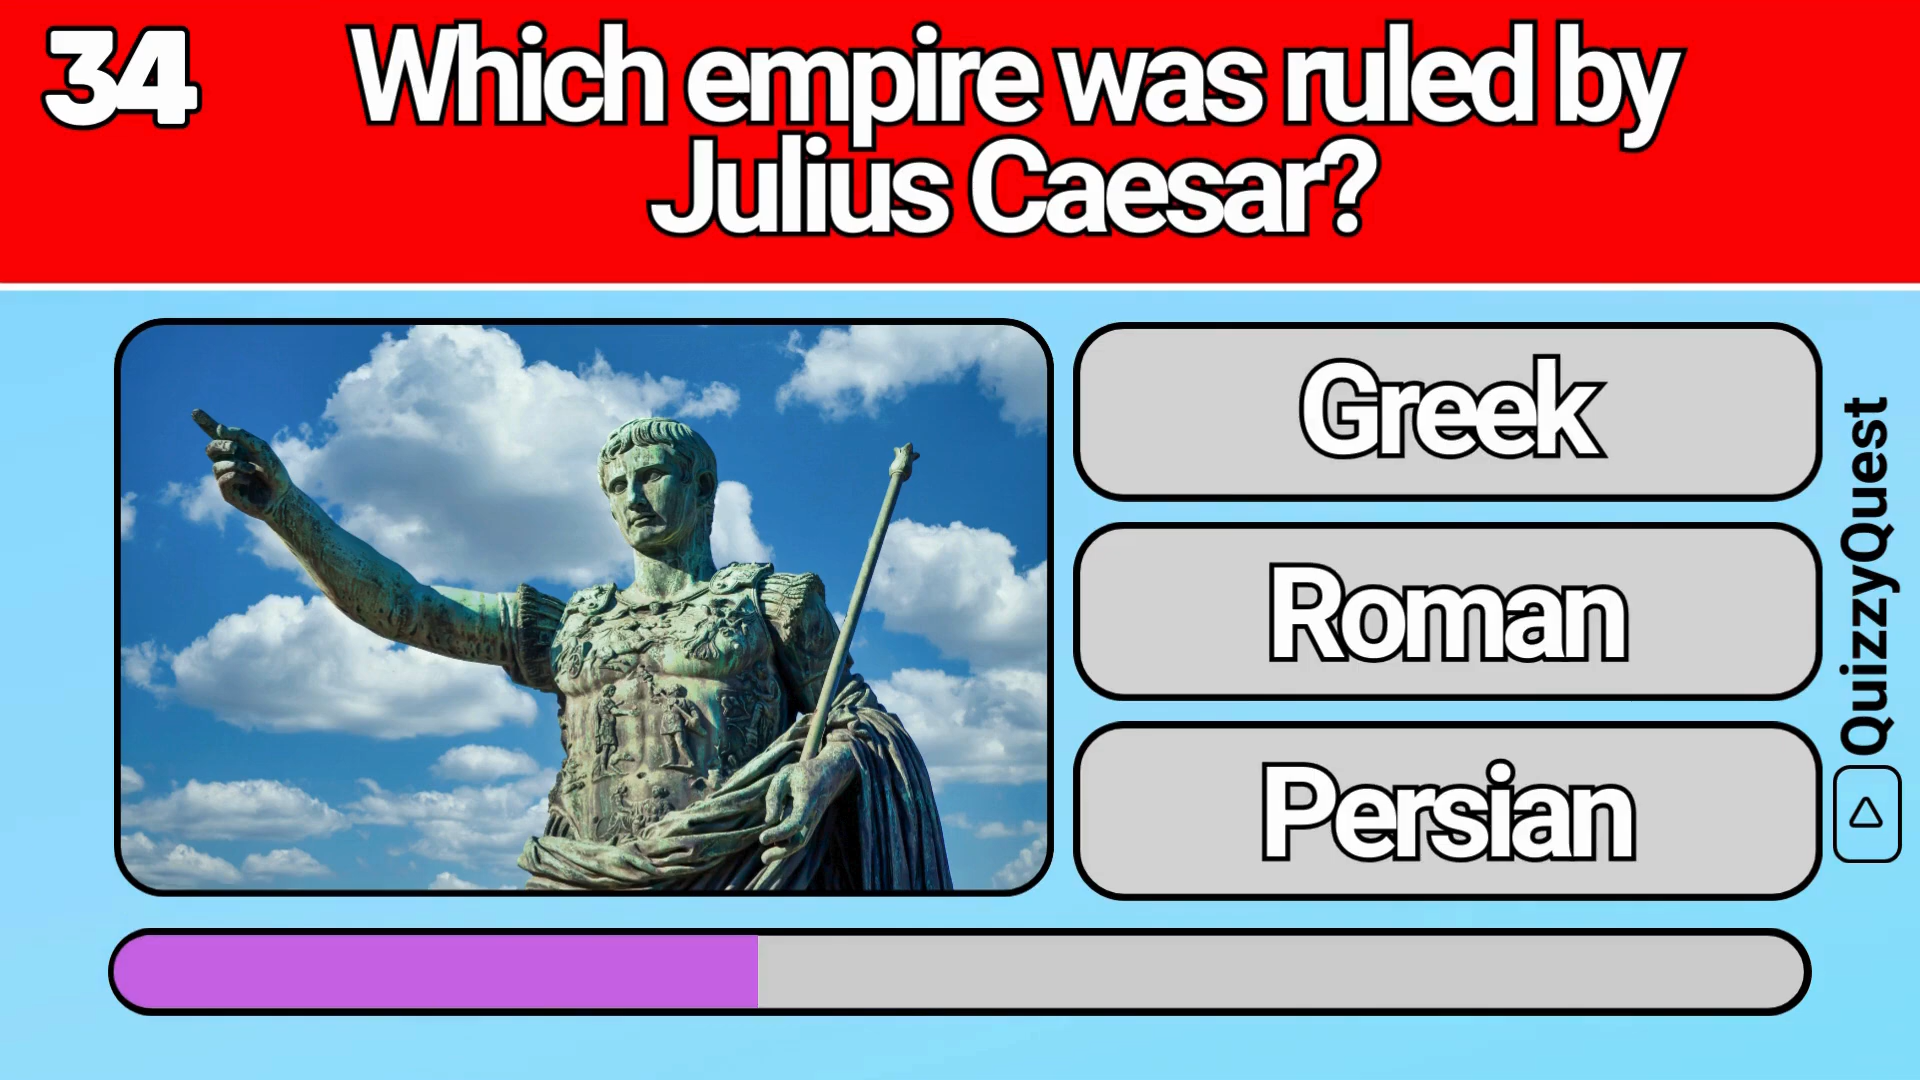 34
Which empire was ruled by
Julius Caesar?
Greek
Roman
Persian
QuizzyQuest